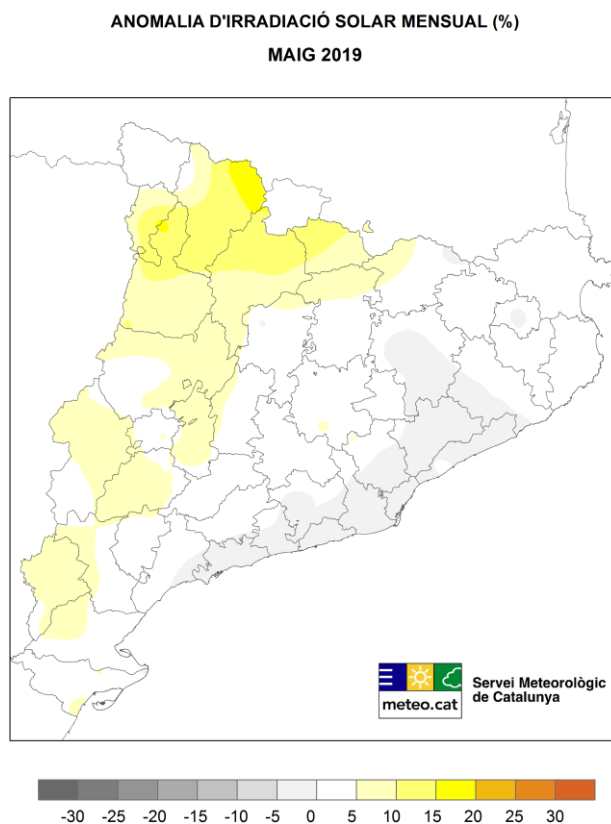 ANOMALIA D'IRRADIACIÓ SOLAR MENSUAL (%)
MAIG 2019
Servei Meteorològic
de Catalunya
meteo.cat
-30 -25 -20 -15 -10 -5 0 5 10 15 20 25 30